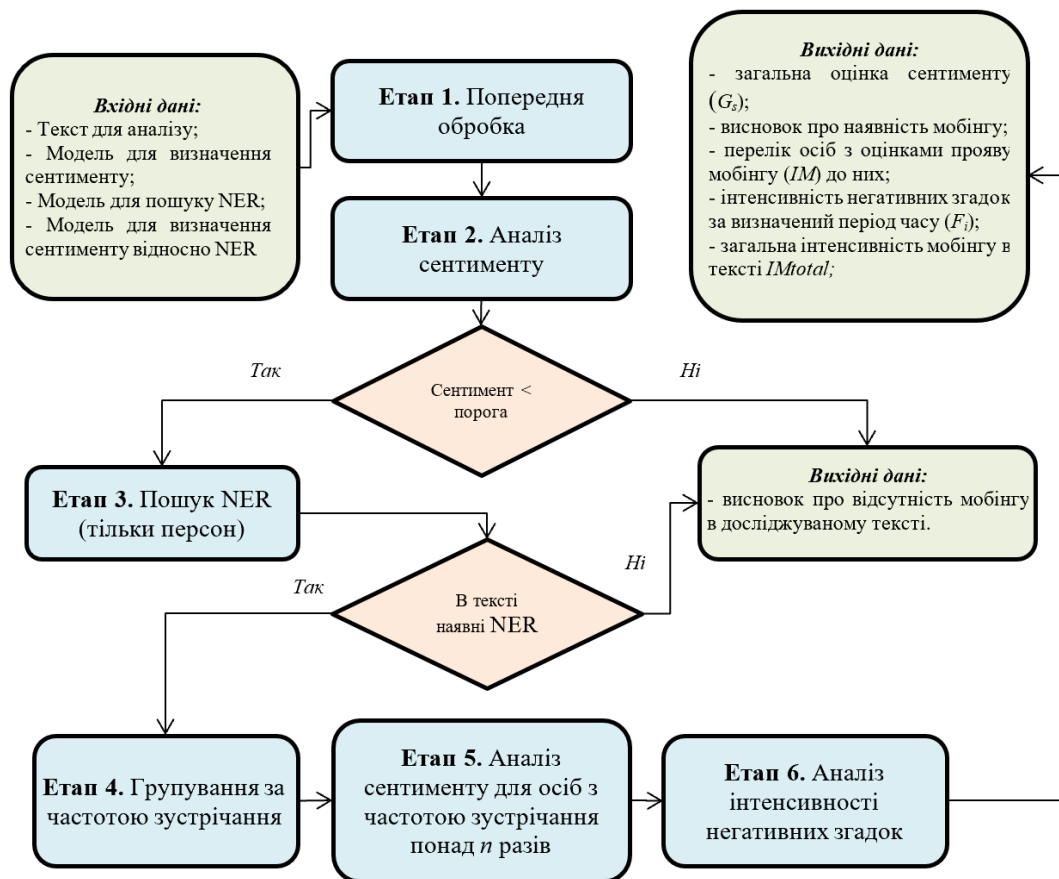 Вхідні дані:
- Текст для аналізу;
- Модель для визначення
сентименту;
- Модель для пошуку NER;
- Модель для визначення
сентименту відносно NER
Етап 1. Попередня
обробка
Вихідні дані:
- загальна оцінка сентименту
(Gs);
- висновок про наявність мобінгу;
- перелік осіб з оцінками прояву
мобінгу (IM) до них;
- інтенсивність негативних згадок
за визначений період часу (Fi);
- загальна інтенсивність мобінгу в
тексті IMtotal;
Етап 2. Аналіз
сентименту
Так
Сентимент <
порога
Ні
Етап 3. Пошук NER
(тільки персон)
Вихідні дані:
- висновок про відсутність мобінгу
в досліджуваному тексті.
Так
В тексті
наявні NER
Ні
Етап 4. Групування за
частотою зустрічання
Етап 5. Аналіз
сентименту для осіб з
частотою зустрічання
понад n разів
Етап 6. Аналіз
інтенсивності
негативних згадок